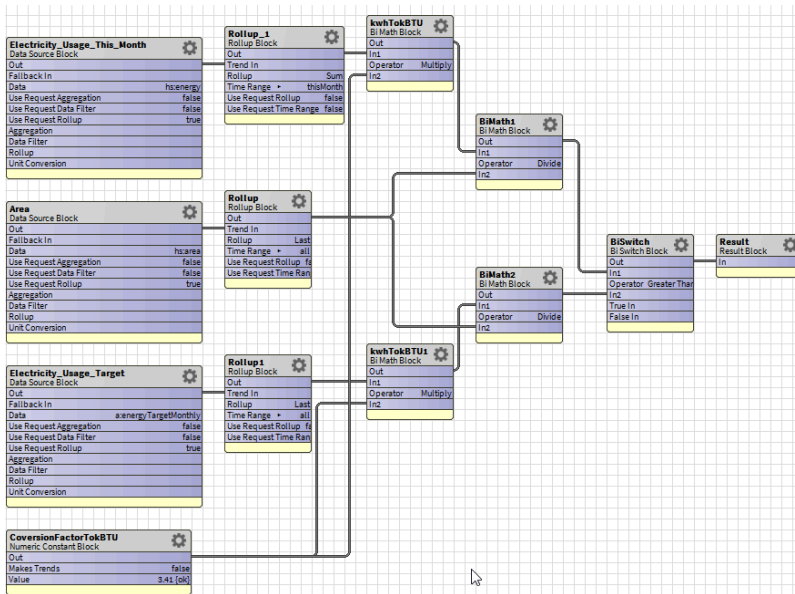 Electricity_Usage_This_Month
Data Source Block
Out
Fallback In
Data hs:energy
Use Request Aggregation false
Use Request Data Filter false
Use Request Rollup true
Aggregation
Data Filter
Rollup
Unit Conversion
Rollup_1
Rollup Block
Out
Trend In
Rollup Sum
Time Range ▸ thisMonth
Use Request Rollup false
Use Request Time Range false
kwhTokBTU
Bi Math Block
Out
In1
Operator Multiply
In2
BiMath1
Bi Math Block
Out
In1
Operator Divide
In2
Area
Data Source Block
Out
Fallback In
Data hs:area
Use Request Aggregation false
Use Request Data Filter false
Use Request Rollup true
Aggregation
Data Filter
Rollup
Unit Conversion
Rollup
Rollup Block
Out
Trend In
Rollup Last
Time Range ▸ all
Use Request Rollup fa
Use Request Time Ran
BiMath2
Bi Math Block
Out
In1
Operator Divide
In2
BiSwitch
Bi Switch Block
Out
In1
Operator Greater Than
In2
True In
False In
Result
Result Block
In
Electricity_Usage_Target
Data Source Block
Out
Fallback In
Data a:energyTargetMonthly
Use Request Aggregation false
Use Request Data Filter false
Use Request Rollup true
Aggregation
Data Filter
Rollup
Unit Conversion
Rollup1
Rollup Block
Out
Trend In
Rollup Last
Time Range ▸ all
Use Request Rollup fa
Use Request Time Ran
kwhTokBTU1
Bi Math Block
Out
In1
Operator Multiply
In2
CoversionFactorTokBTU
Numeric Constant Block
Out
Makes Trends false
Value 3.41 [ok]